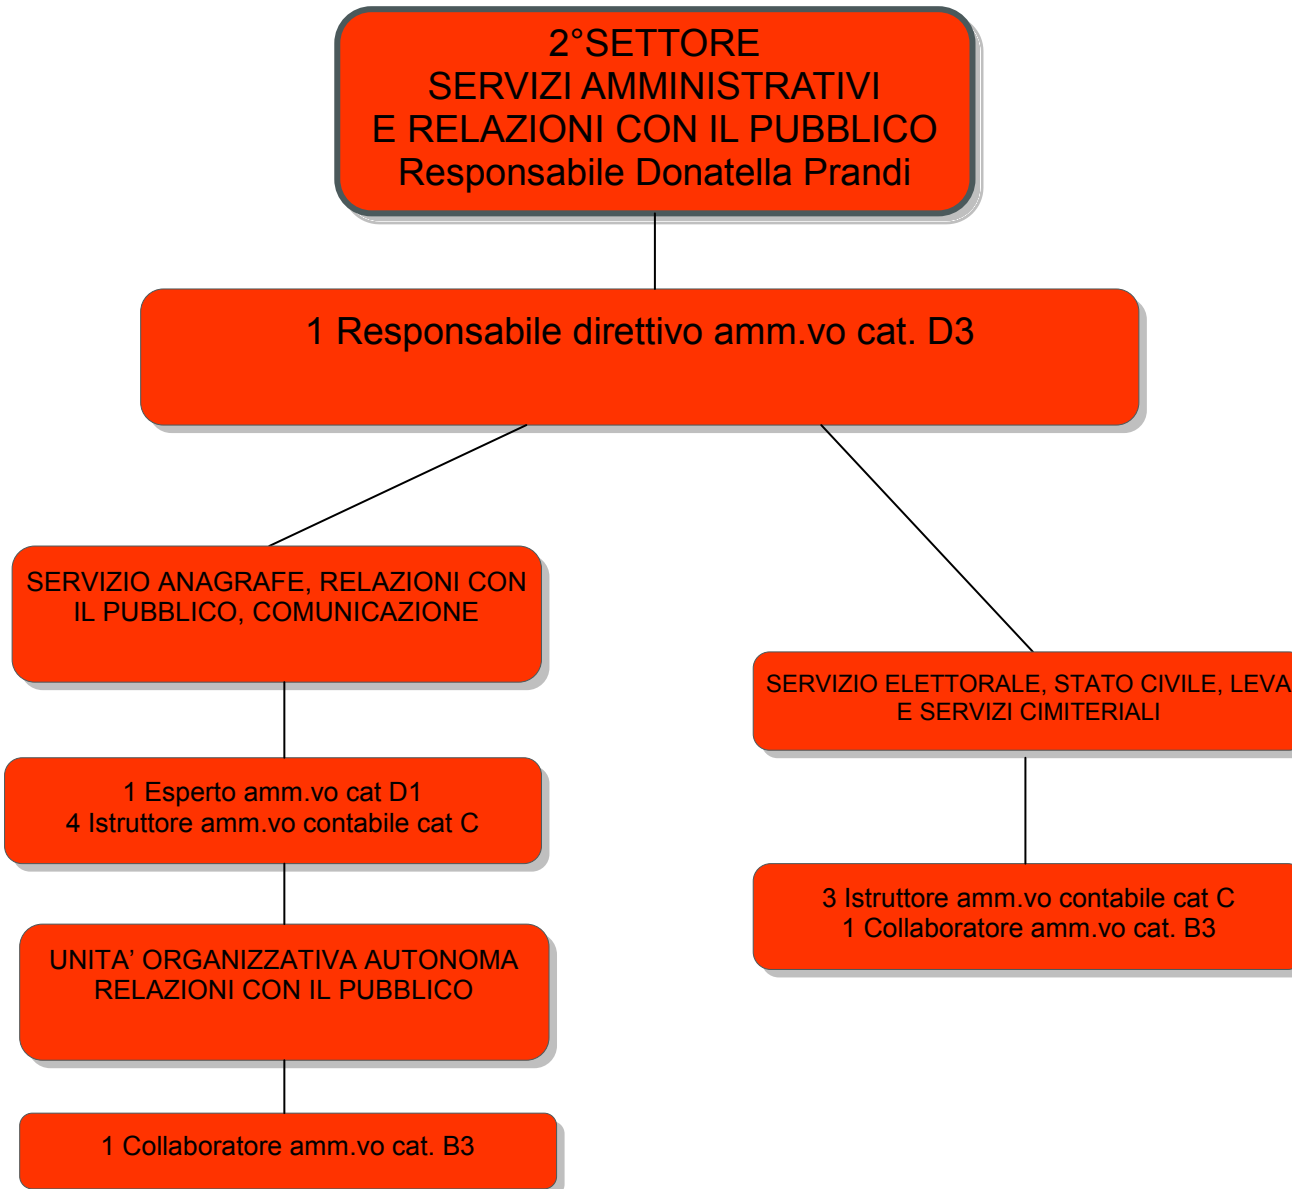 2°SETTORE
SERVIZI AMMINISTRATIVI
E RELAZIONI CON IL PUBBLICO
Responsabile Donatella Prandi
1 Responsabile direttivo amm.vo cat. D3
SERVIZIO ANAGRAFE, RELAZIONI CON
IL PUBBLICO, COMUNICAZIONE
1 Esperto amm.vo cat D1
4 Istruttore amm.vo contabile cat C
UNITA' ORGANIZZATIVA AUTONOMA
RELAZIONI CON IL PUBBLICO
1 Collaboratore amm.vo cat. B3
SERVIZIO ELETTORALE, STATO CIVILE, LEVA
E SERVIZI CIMITERIALI
3 Istruttore amm.vo contabile cat C
1 Collaboratore amm.vo cat. B3